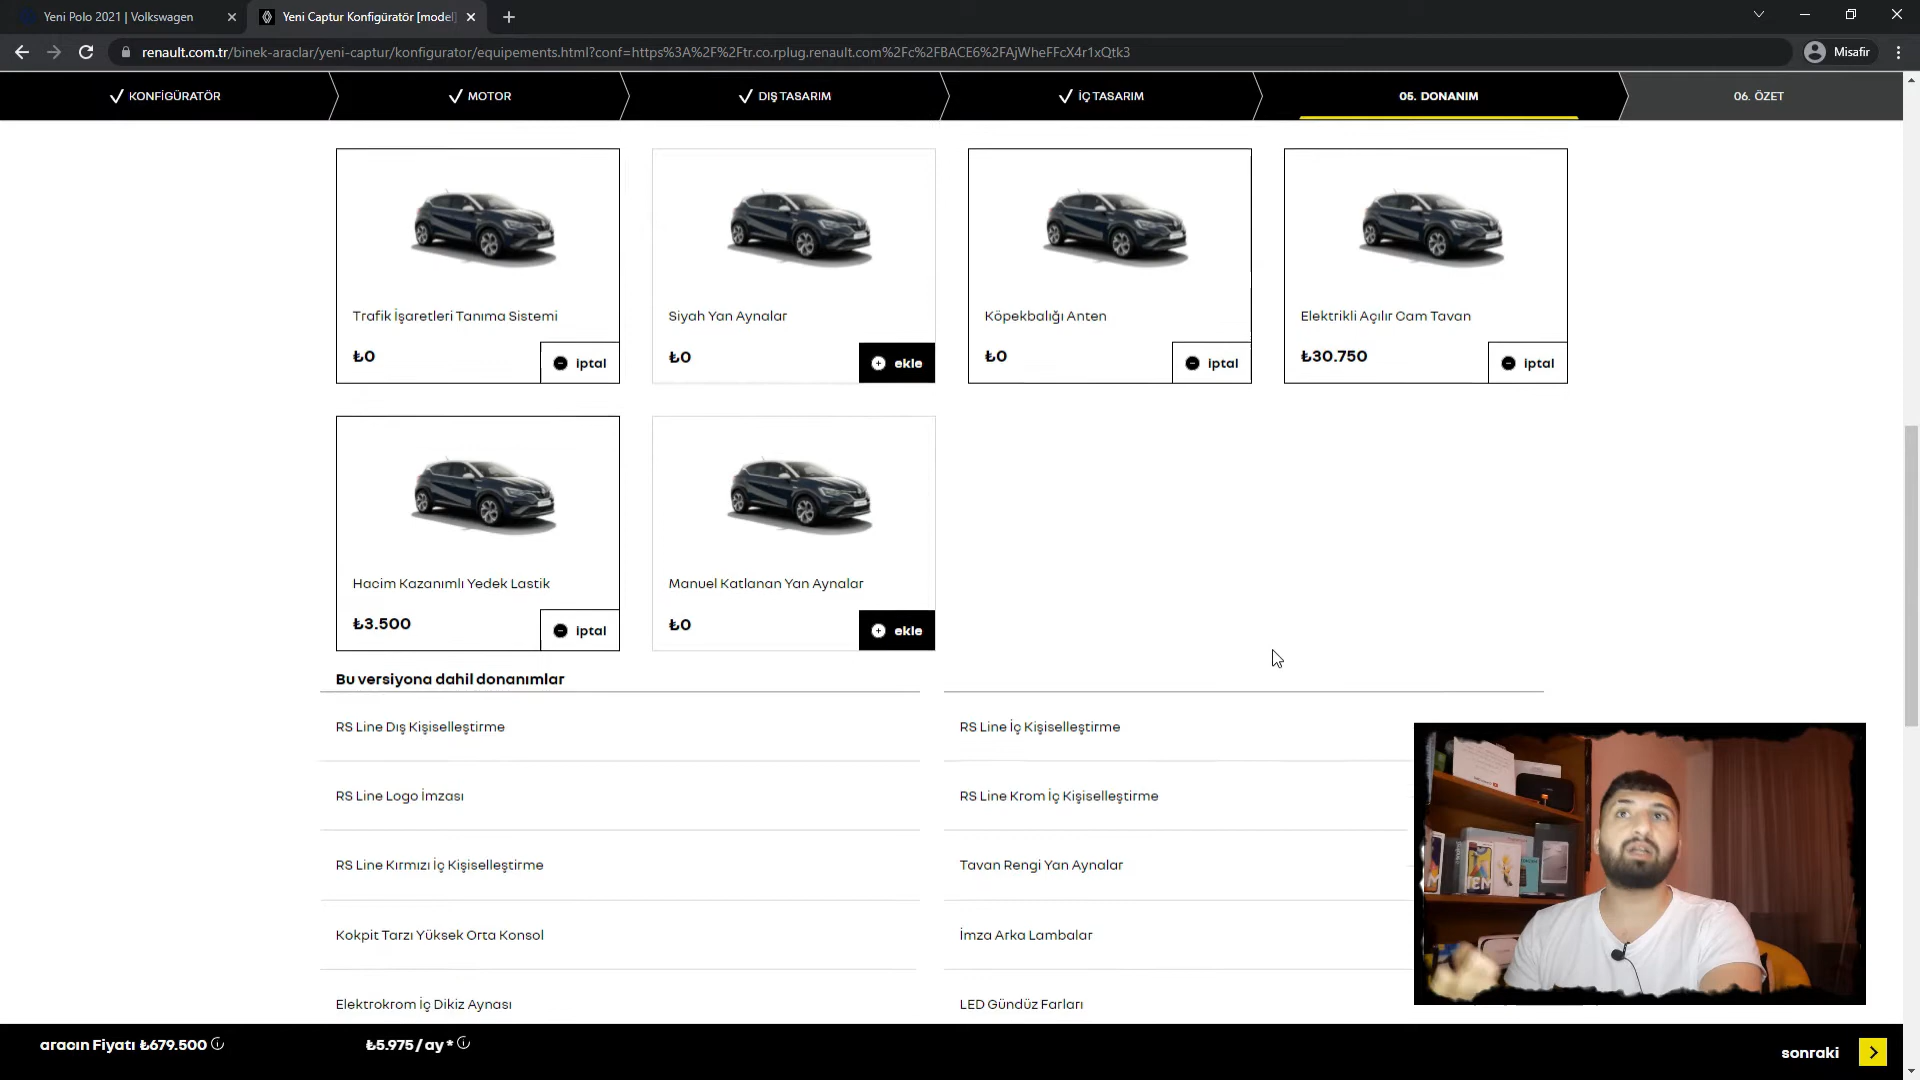 Yeni Polo 2021 | Volkswagen
Yeni Captur Konfigüratör [model]
renault.com.tr/binek-araclar/yeni-captur/konfigurator/equipements.html?conf=https%3A%2F%2Ftr.co.rplug.renault.com%2Fc%2FBACE6%2FAjWheFFcX4r1xQtk3
Misafir
KONFİGÜRATÖR
MOTOR
DIŞ TASARIM
İÇ TASARIM
05. DONANIM
06. ÖZET
Trafik İşaretleri Tanıma Sistemi
₺0
iptal
Siyah Yan Aynalar
₺0
ekle
Köpekbalığı Anten
₺0
iptal
Elektrikli Açılır Cam Tavan
₺30.750
iptal
Hacim Kazanımlı Yedek Lastik
₺3.500
iptal
Manuel Katlanan Yan Aynalar
₺0
ekle
Bu versiyona dahil donanımlar
RS Line Dış Kişiselleştirme
RS Line İç Kişiselleştirme
RS Line Logo İmzası
RS Line Krom İç Kişiselleştirme
RS Line Kırmızı İç Kişiselleştirme
Tavan Rengi Yan Aynalar
Kokpit Tarzı Yüksek Orta Konsol
İmza Arka Lambalar
Elektrokrom İç Dikiz Aynası
LED Gündüz Farları
aracın Fiyatı ₺679.500
₺5.975 / ay *
sonraki